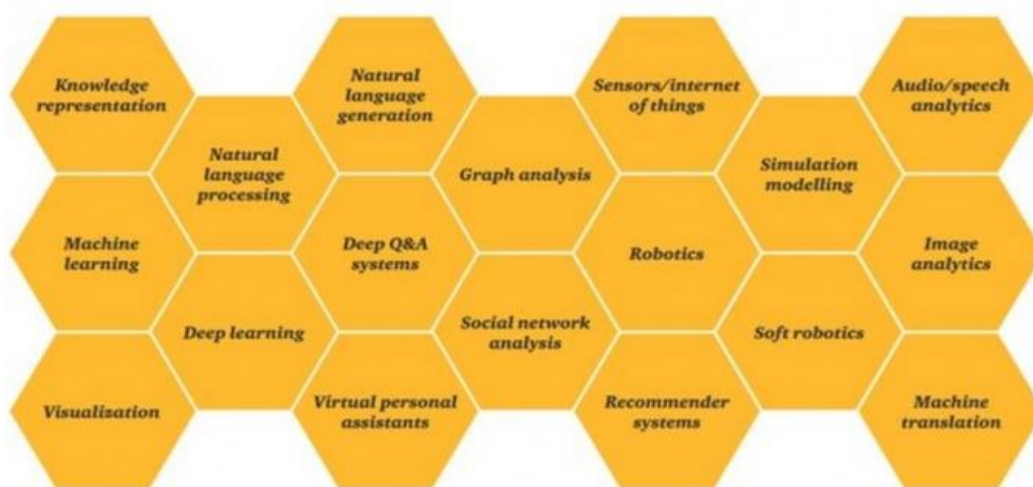 Knowledge
representation
Natural
language
generation
Sensors/internet
of things
Audio/speech
analytics
Natural
language
processing
Graph analysis
Simulation
modelling
Machine
learning
Deep Q&A
systems
Robotics
Image
analytics
Deep learning
Social network
analysis
Soft robotics
Visualization
Virtual personal
assistants
Recommender
systems
Machine
translation